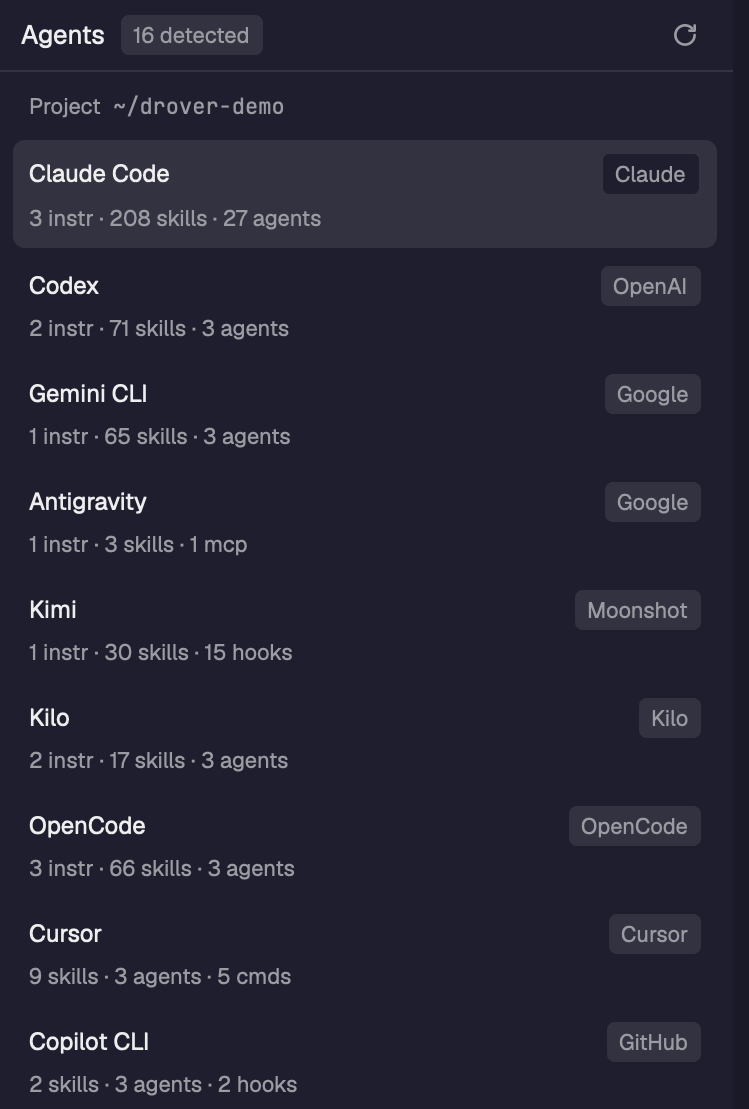 Agents 16 detected
Project ~/drover-demo
Claude Code Claude
3 instr · 208 skills · 27 agents
Codex OpenAI
2 instr · 71 skills · 3 agents
Gemini CLI Google
1 instr · 65 skills · 3 agents
Antigravity Google
1 instr · 3 skills · 1 mcp
Kimi Moonshot
1 instr · 30 skills · 15 hooks
Kilo Kilo
2 instr · 17 skills · 3 agents
OpenCode OpenCode
3 instr · 66 skills · 3 agents
Cursor Cursor
9 skills · 3 agents · 5 cmds
Copilot CLI GitHub
2 skills · 3 agents · 2 hooks